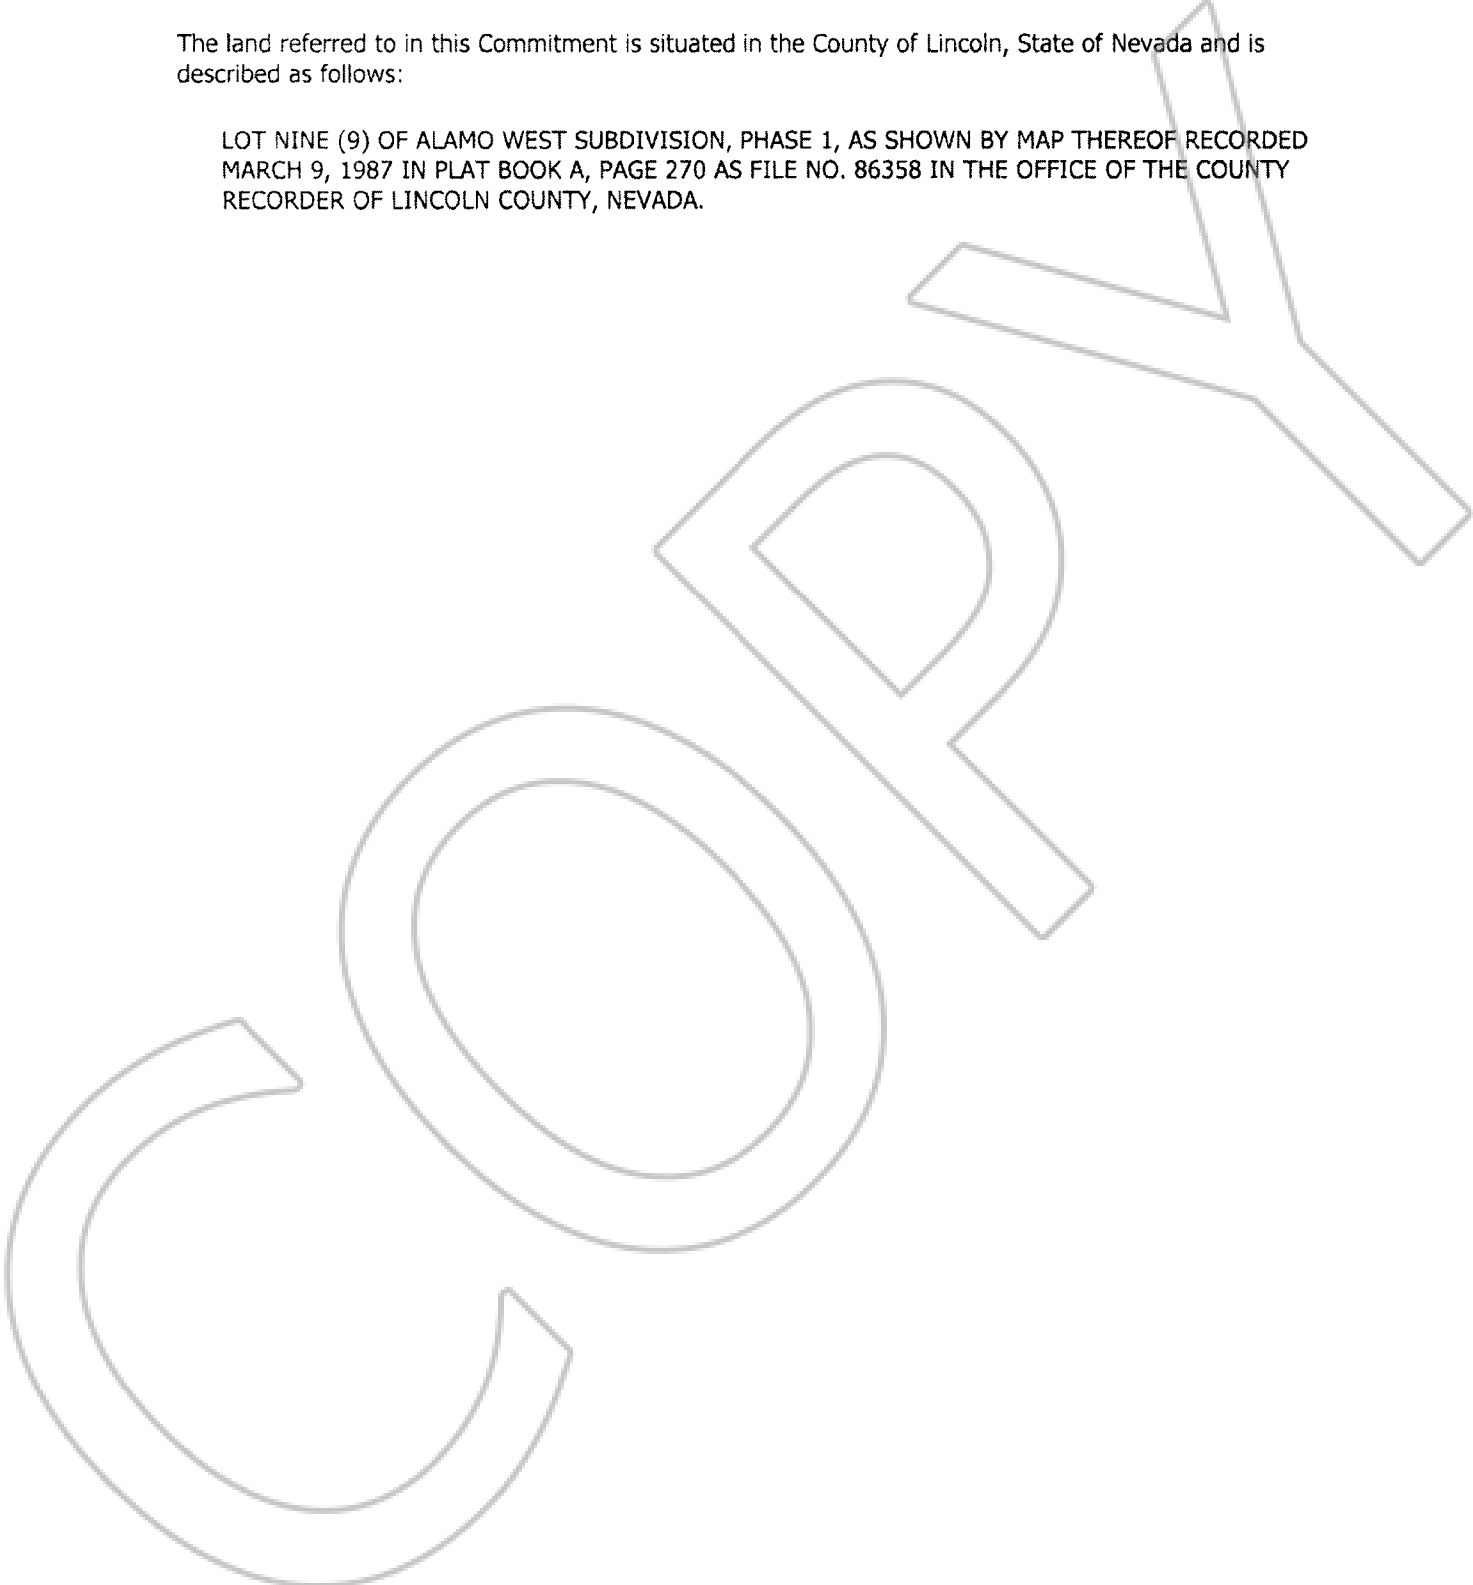 The land referred to in this Commitment is situated in the County of Lincoln, State of Nevada and is
described as follows:
LOT NINE (9) OF ALAMO WEST SUBDIVISION, PHASE 1, AS SHOWN BY MAP THEREOF RECORDED
MARCH 9, 1987 IN PLAT BOOK A, PAGE 270 AS FILE NO. 86358 IN THE OFFICE OF THE COUNTY
RECORDER OF LINCOLN COUNTY, NEVADA.
COPY